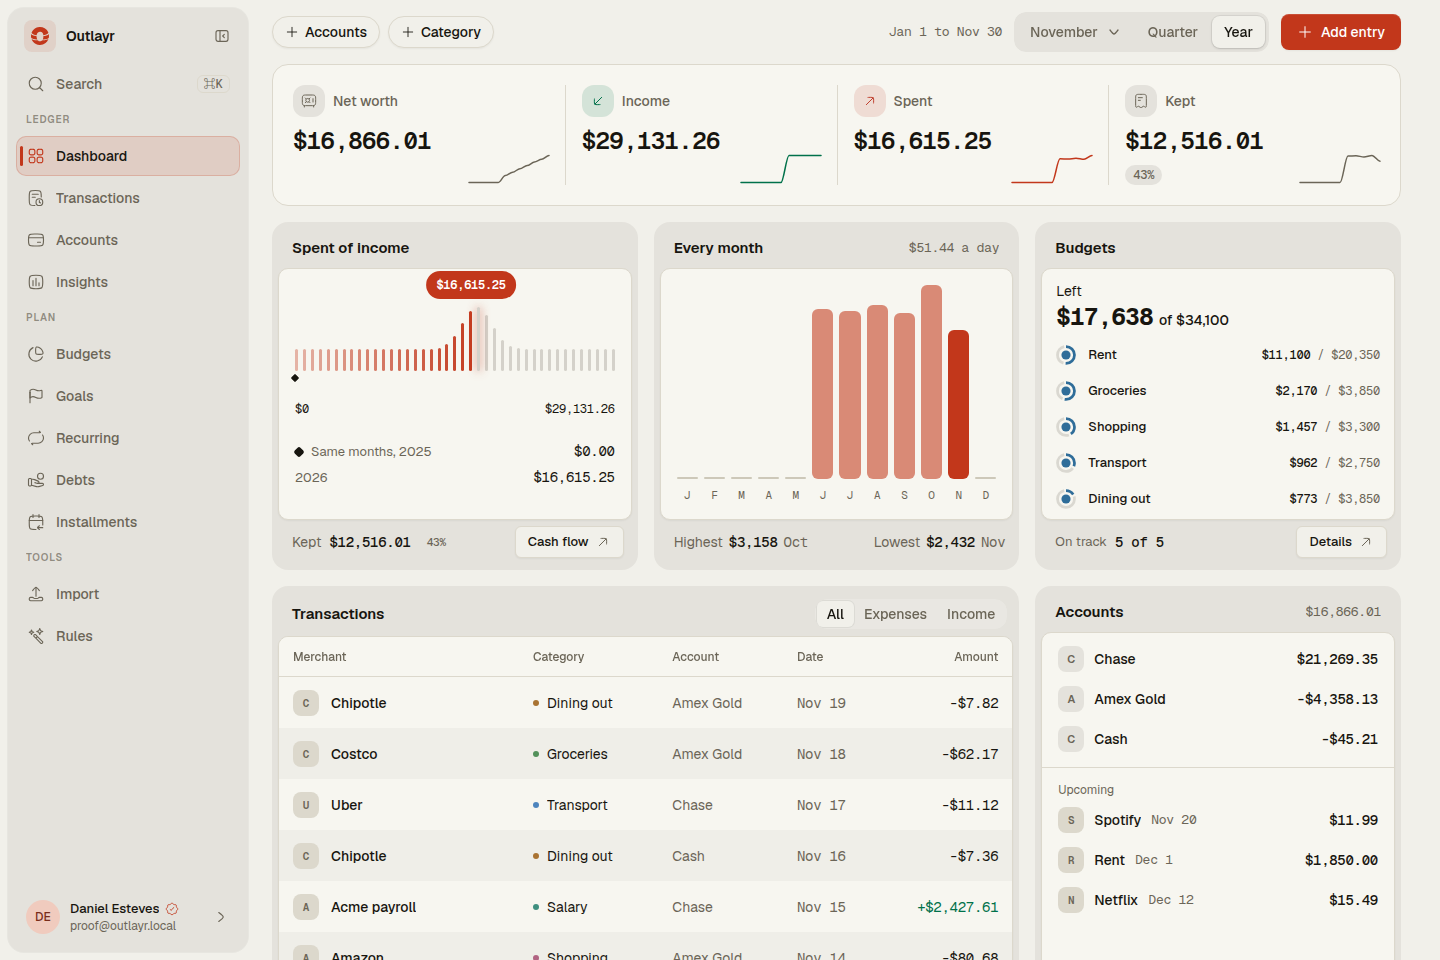 Outlayr
Search ⌘K
LEDGER
Dashboard
Transactions
Accounts
Insights
PLAN
Budgets
Goals
Recurring
Debts
Installments
TOOLS
Import
Rules
DE Daniel Esteves
proof@outlayr.local
+ Accounts + Category
Jan 1 to Nov 30 November Quarter Year + Add entry
Net worth
$16,866.01
Income
$29,131.26
Spent
$16,615.25
Kept
$12,516.01
43%
Spent of income
$16,615.25
$0 $29,131.26
Same months, 2025 $0.00
2026 $16,615.25
Kept $12,516.01 43% Cash flow
Every month $51.44 a day
J F M A M J J A S O N D
Highest $3,158 Oct Lowest $2,432 Nov
Budgets
Left
$17,638 of $34,100
Rent $11,100 / $20,350
Groceries $2,170 / $3,850
Shopping $1,457 / $3,300
Transport $962 / $2,750
Dining out $773 / $3,850
On track 5 of 5 Details
Transactions All Expenses Income
Merchant Category Account Date Amount
C Chipotle Dining out Amex Gold Nov 19 -$7.82
C Costco Groceries Amex Gold Nov 18 -$62.17
U Uber Transport Chase Nov 17 -$11.12
C Chipotle Dining out Cash Nov 16 -$7.36
A Acme payroll Salary Chase Nov 15 +$2,427.61
A Amazon Shopping Amex Gold Nov 14 -$80.68
Accounts $16,866.01
C Chase $21,269.35
A Amex Gold -$4,358.13
C Cash -$45.21
Upcoming
S Spotify Nov 20 $11.99
R Rent Dec 1 $1,850.00
N Netflix Dec 12 $15.49